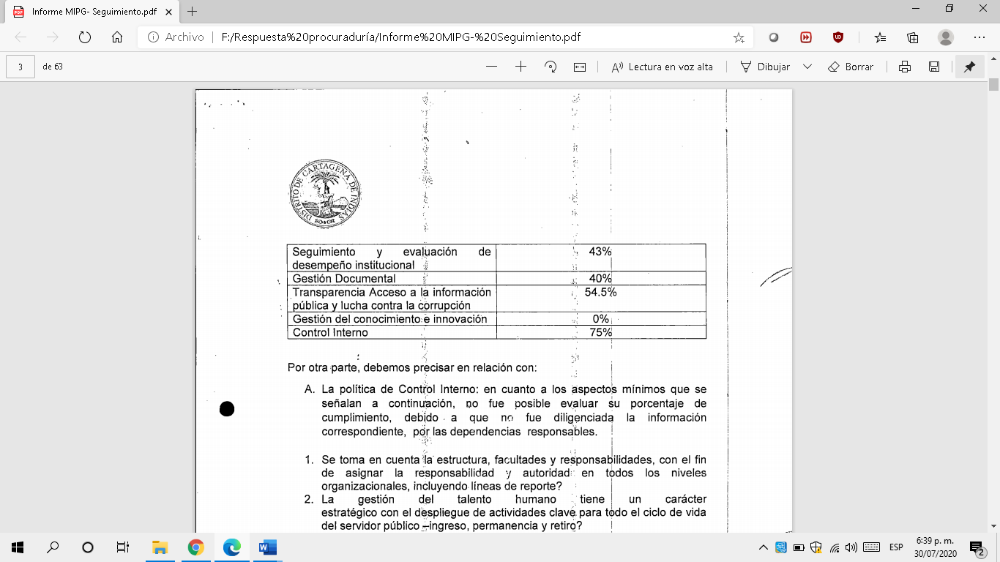 Informe MIPG- Seguimiento.pdf
Archivo | F:/Respuesta%20procuraduría/Informe%20MIPG-%20Seguimiento.pdf
3 de 63
Lectura en voz alta
Dibujar
Borrar
DISTRITO DE CARTAGENA DE INDIAS
Seguimiento y evaluación de 43%
desempeño institucional
Gestión Documental 40%
Transparencia Acceso a la información 54.5%
pública y lucha contra la corrupción
Gestión del conocimiento e innovación 0%
Control Interno 75%
Por otra parte, debemos precisar en relación con:
A. La política de Control Interno: en cuanto a los aspectos mínimos que se
señalan a continuación, no fue posible evaluar su porcentaje de
cumplimiento, debido a que no fue diligenciada la información
correspondiente, por las dependencias responsables.
1. Se toma en cuenta la estructura, facultades y responsabilidades, con el fin
de asignar la responsabilidad y autoridad en todos los niveles
organizacionales, incluyendo líneas de reporte?
2. La gestión del talento humano tiene un carácter
estratégico con el despliegue de actividades clave para todo el ciclo de vida
del servidor público –ingreso, permanencia y retiro?
ESP
6:39 p. m.
30/07/2020
2